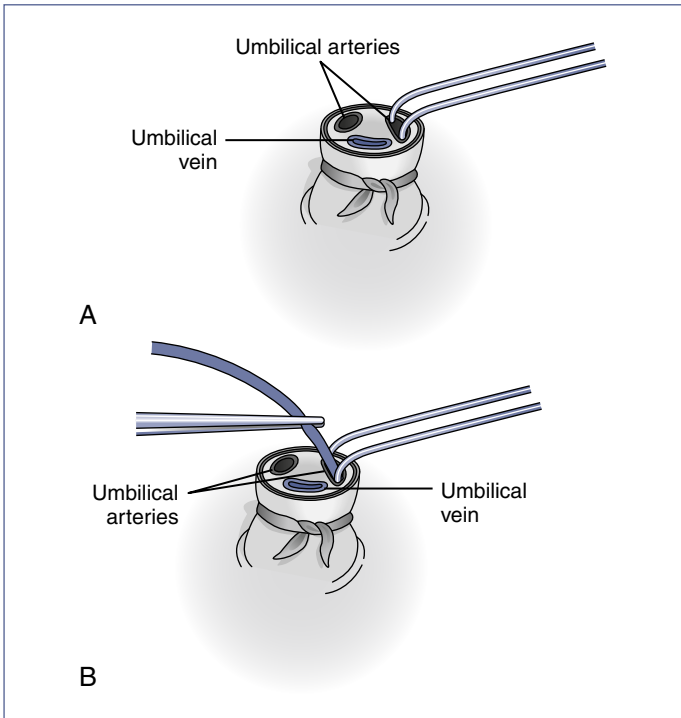 Umbilical arteries
Umbilical
vein
A
Umbilical
arteries
Umbilical
vein
B